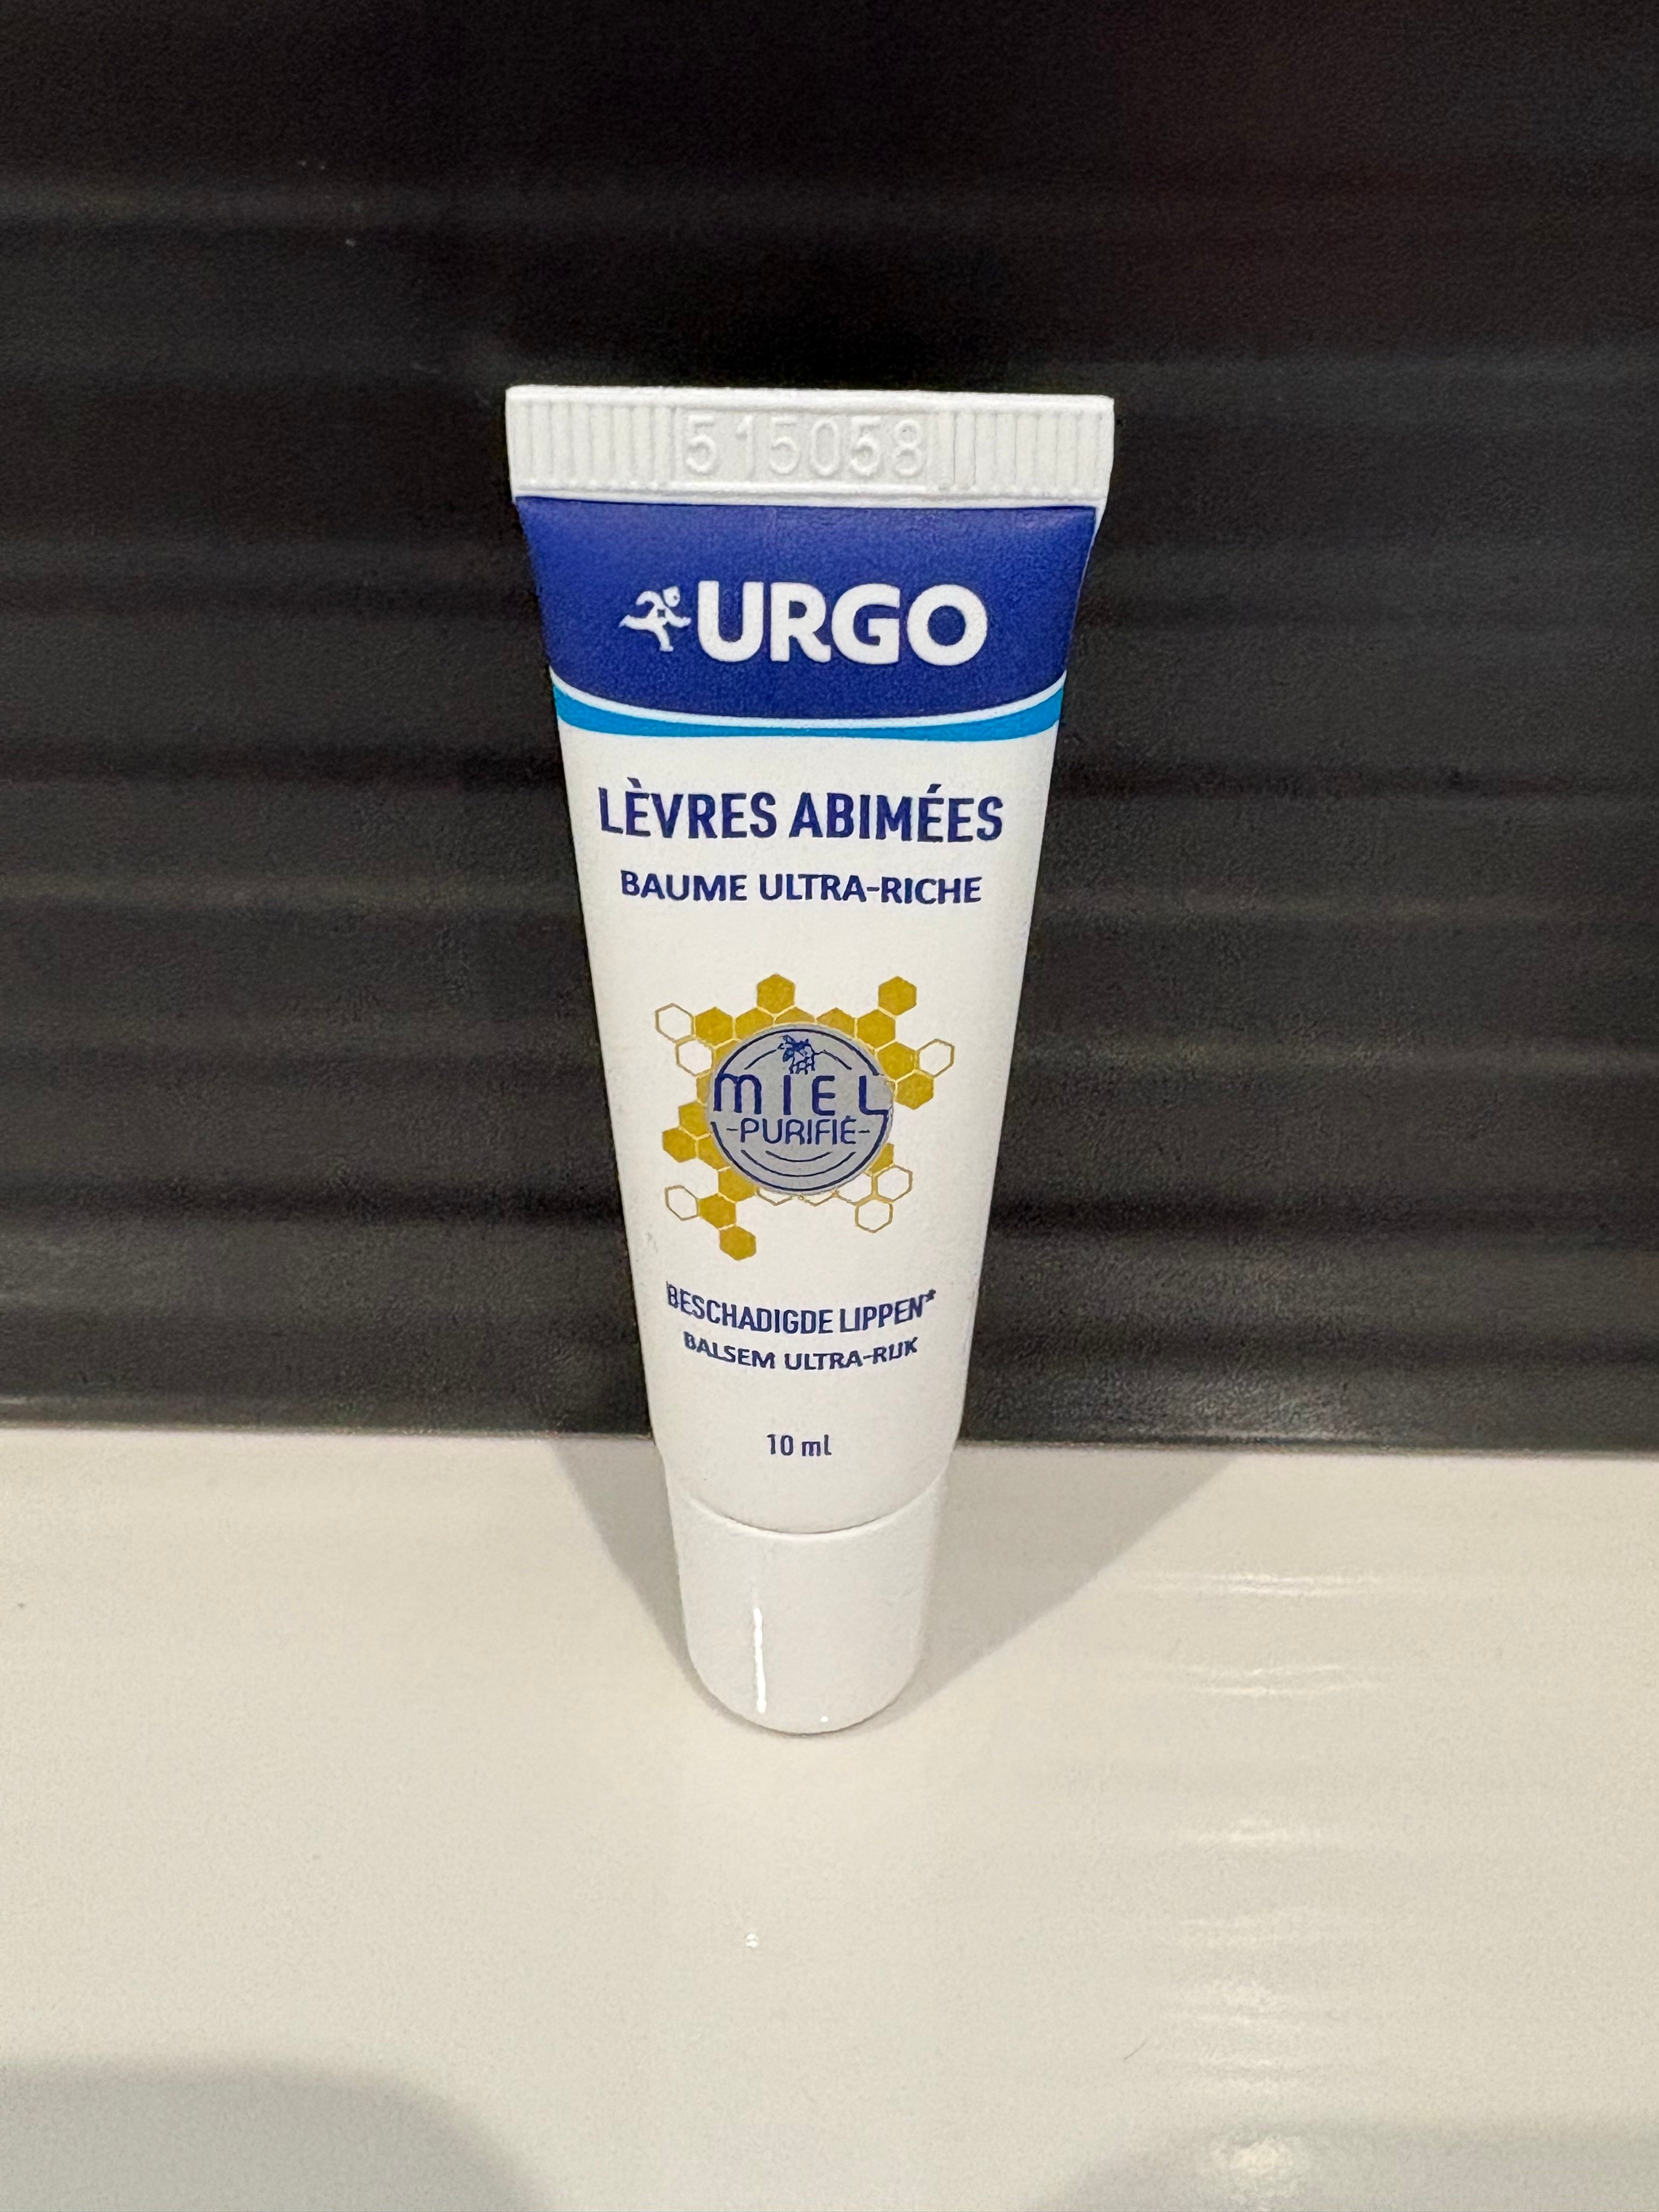 515058
URGO
LÈVRES ABIMÉES
BAUME ULTRA-RICHE
MIEL
-PURIFIÉ-
BESCHADIGDE LIPPEN*
BALSEM ULTRA-RIJK
10 ml